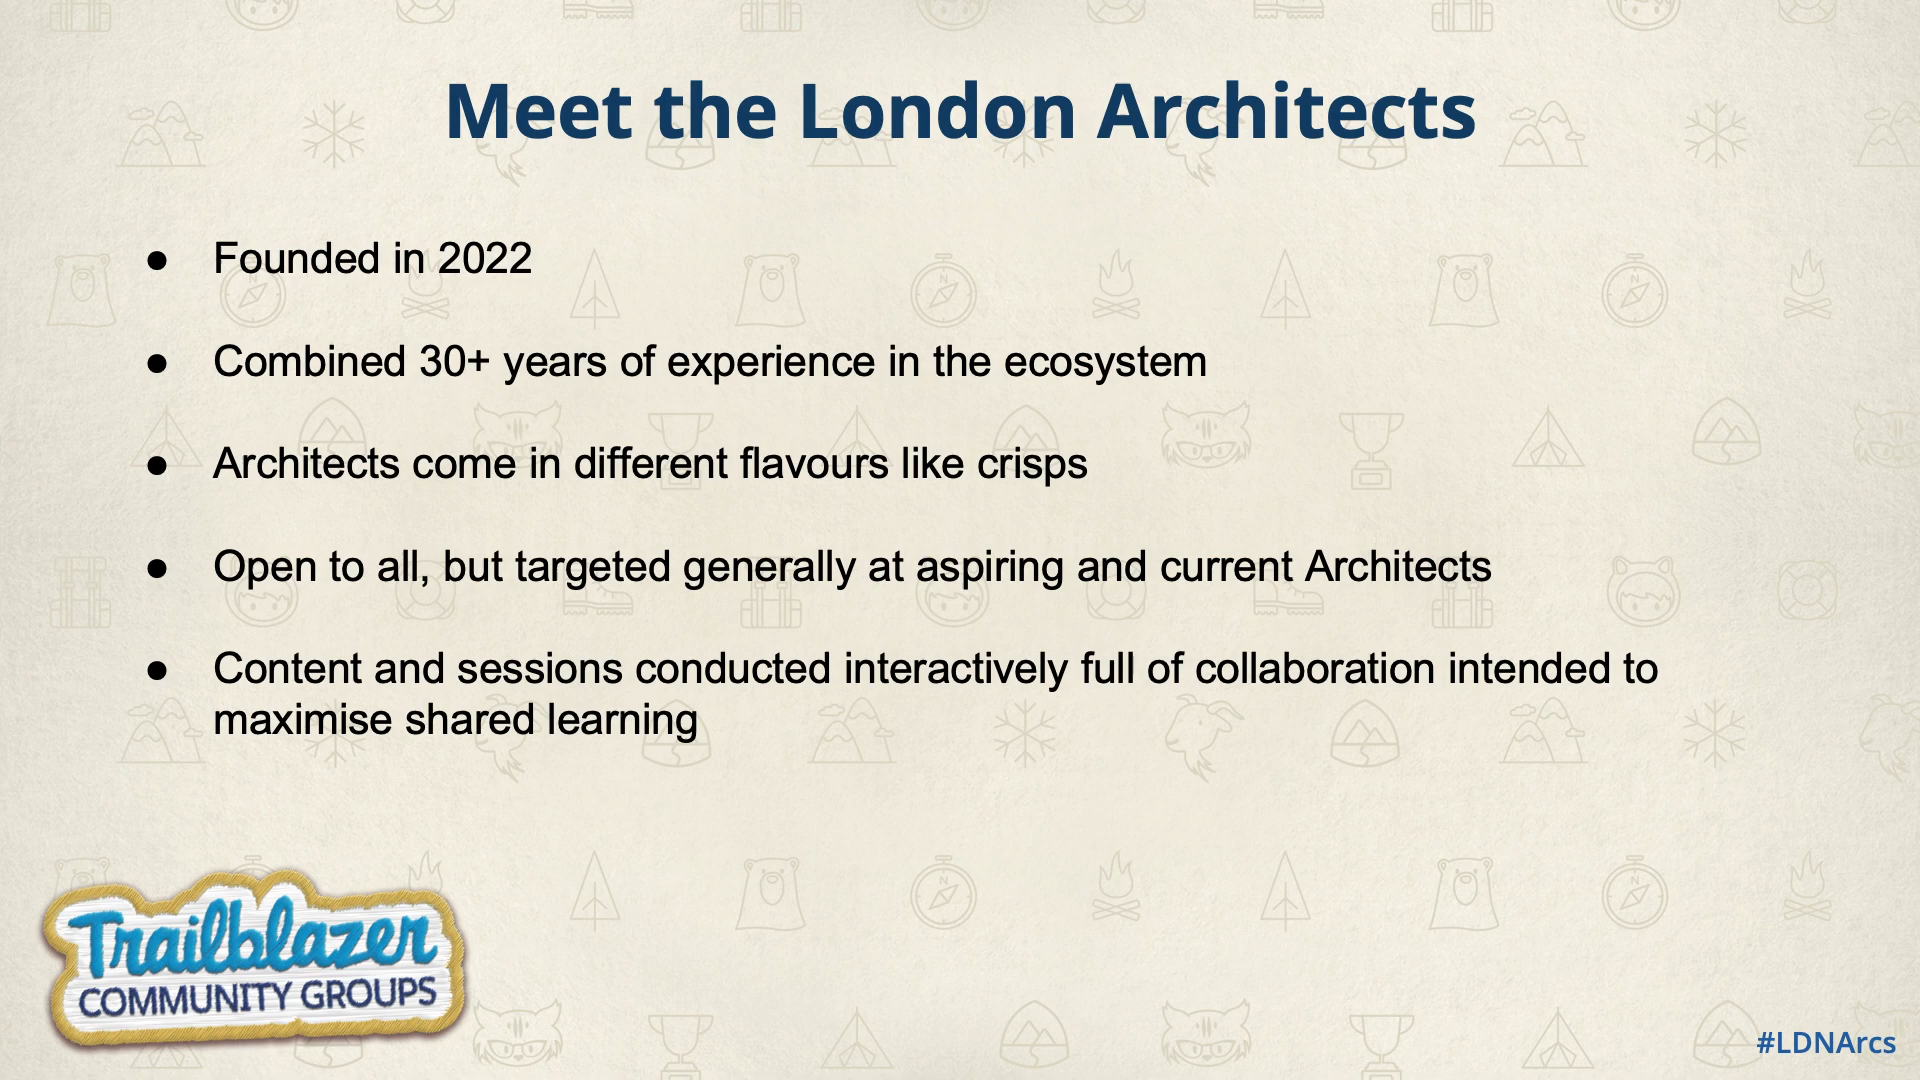 Meet the London Architects
● Founded in 2022
● Combined 30+ years of experience in the ecosystem
● Architects come in different flavours like crisps
● Open to all, but targeted generally at aspiring and current Architects
● Content and sessions conducted interactively full of collaboration intended to
maximise shared learning
Trailblazer
COMMUNITY GROUPS
#LDNArcs